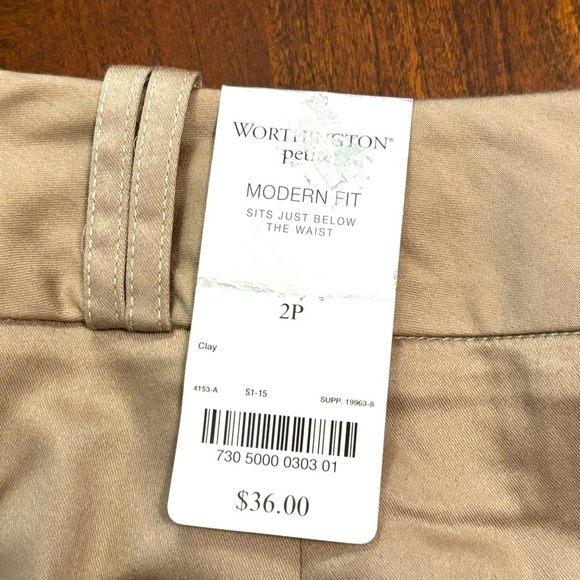 WORTHINGTON®
petite
MODERN FIT
SITS JUST BELOW
THE WAIST
2P
Clay
4153-A S1-15 SUPP. 19963-8
730 5000 0303 01
$36.00